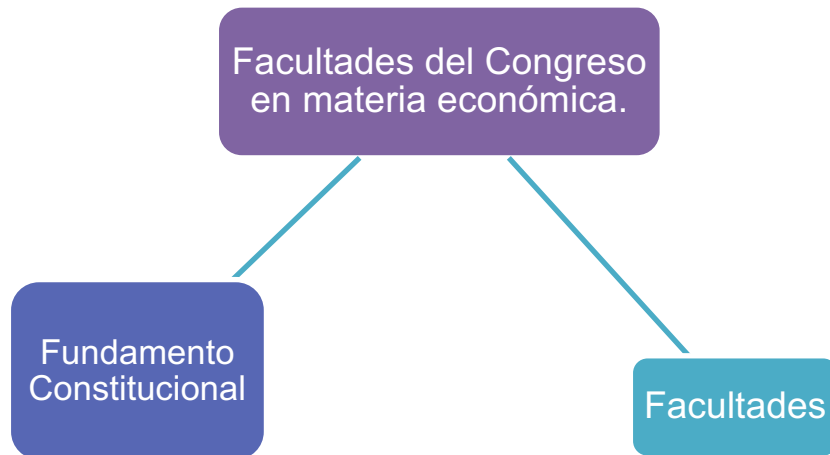 Facultades del Congreso
en materia económica.
Fundamento
Constitucional
Facultades